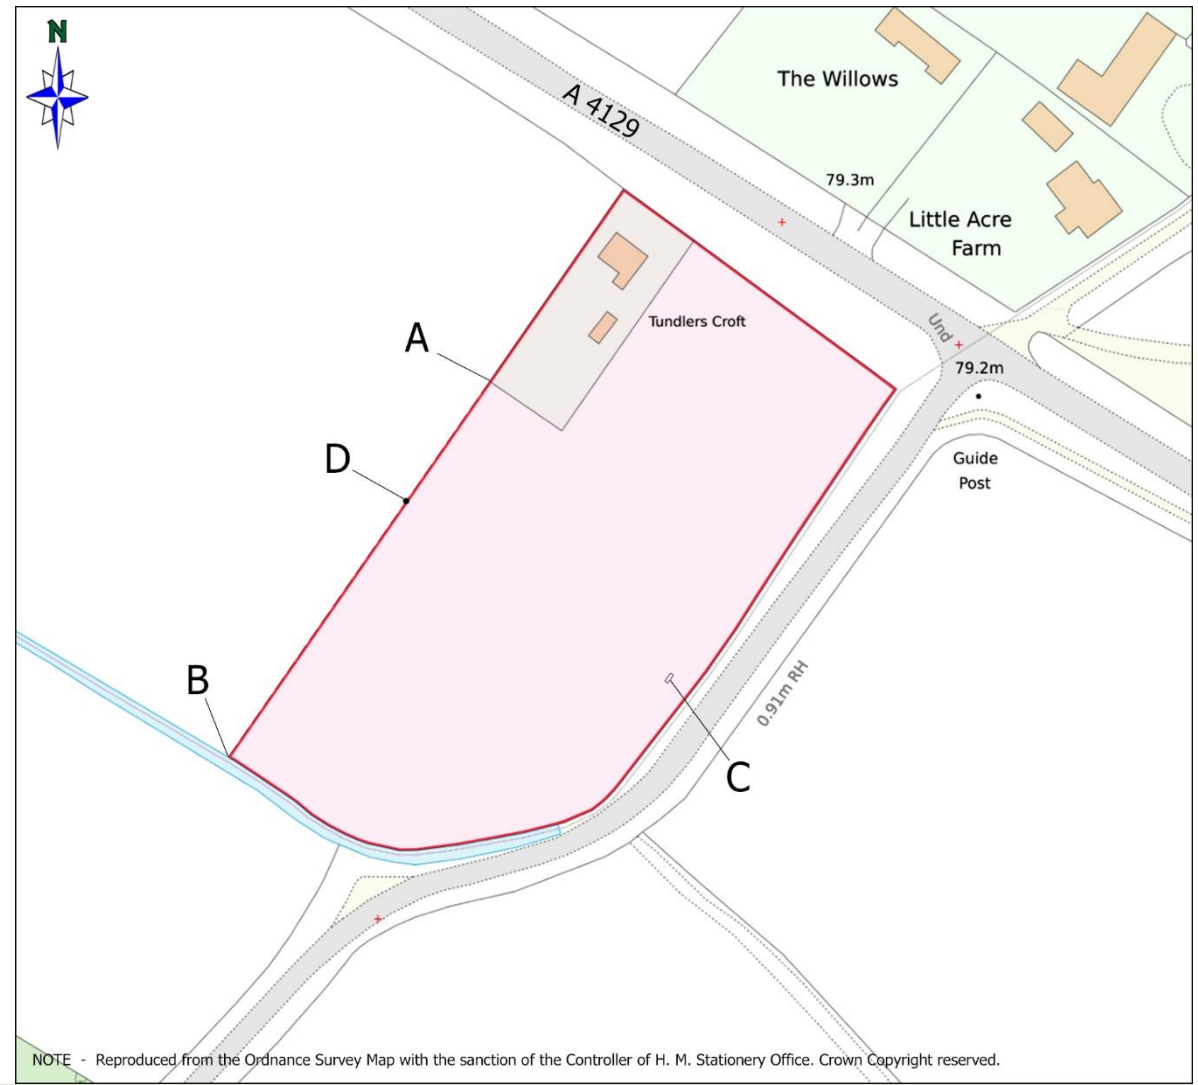 N
A 4129
The Willows
79.3m
Little Acre
Farm
Und
79.2m
Tundlers Croft
A
D
Guide
Post
B
0.91m RH
C
NOTE - Reproduced from the Ordnance Survey Map with the sanction of the Controller of H. M. Stationery Office. Crown Copyright reserved.